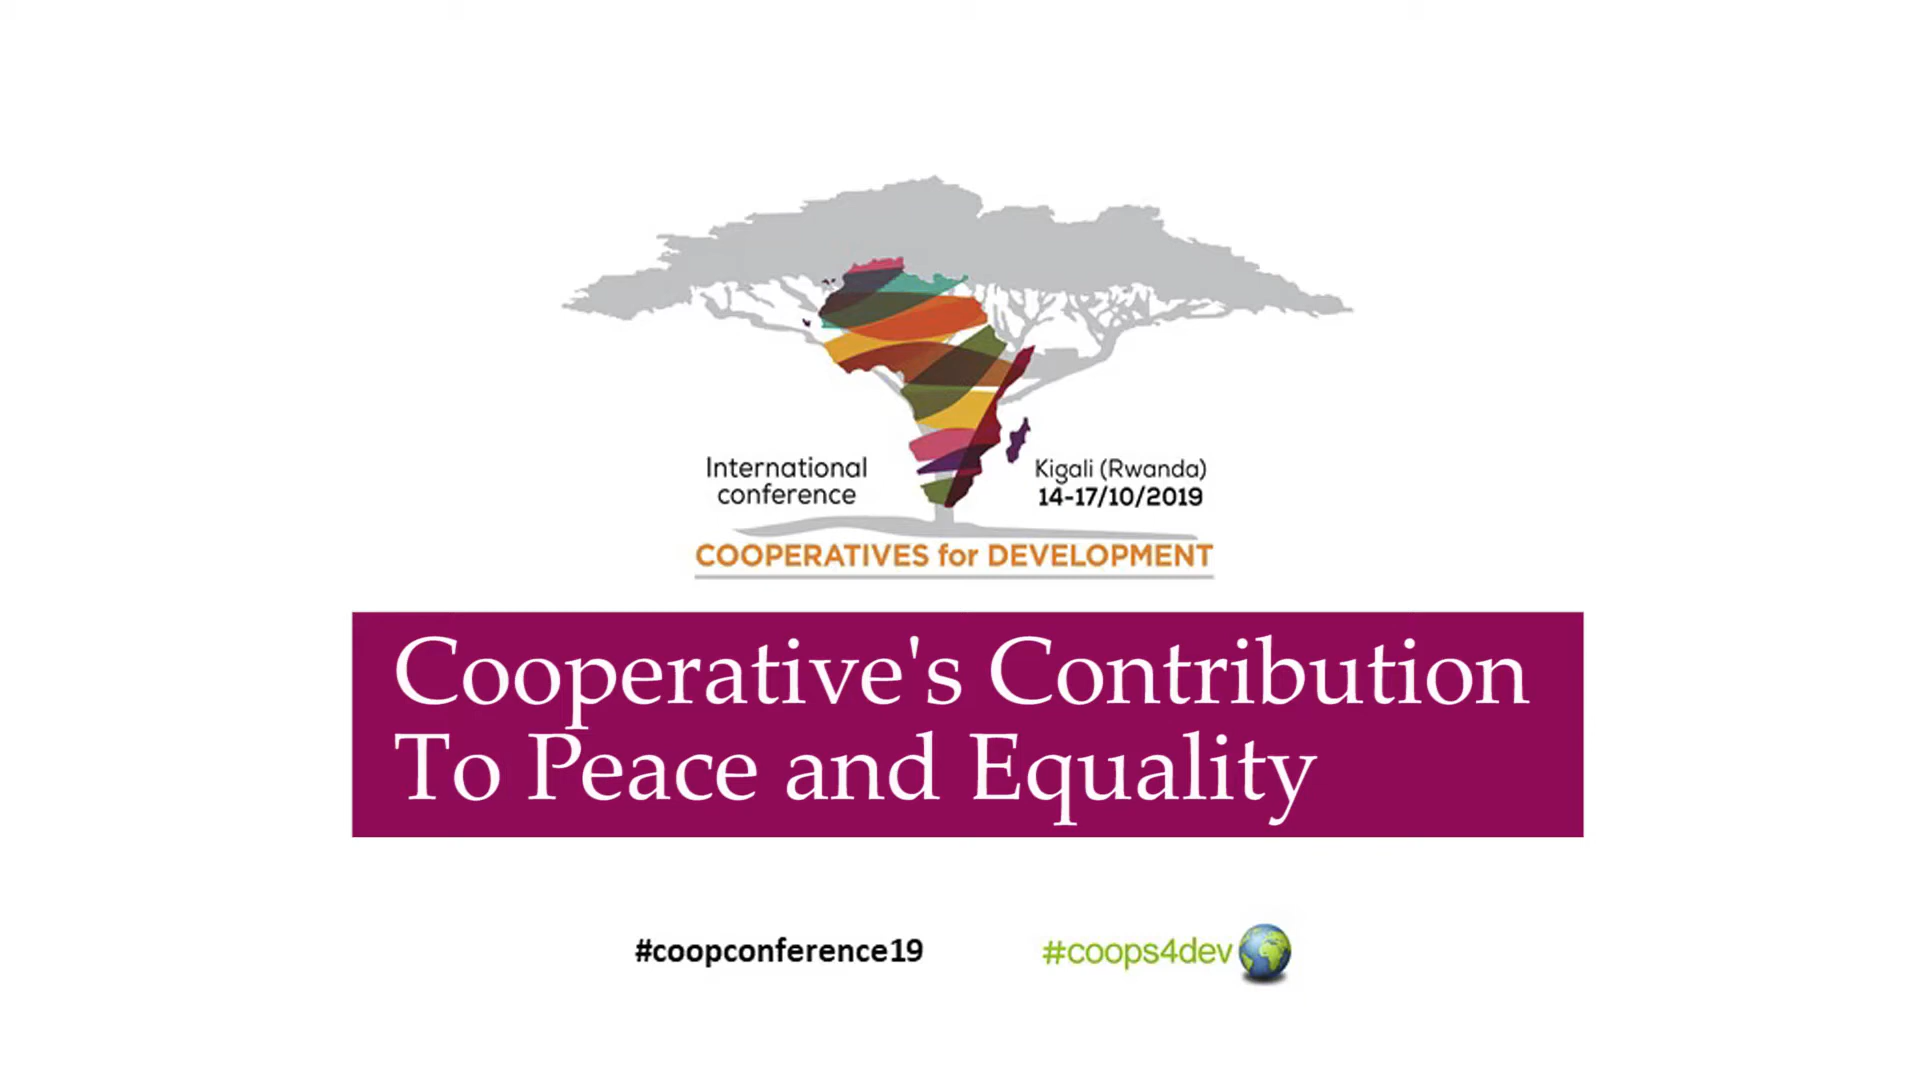 International
conference
Kigali (Rwanda)
14-17/10/2019
COOPERATIVES for DEVELOPMENT
Cooperative's Contribution
To Peace and Equality
#coopconference19
#coops4dev